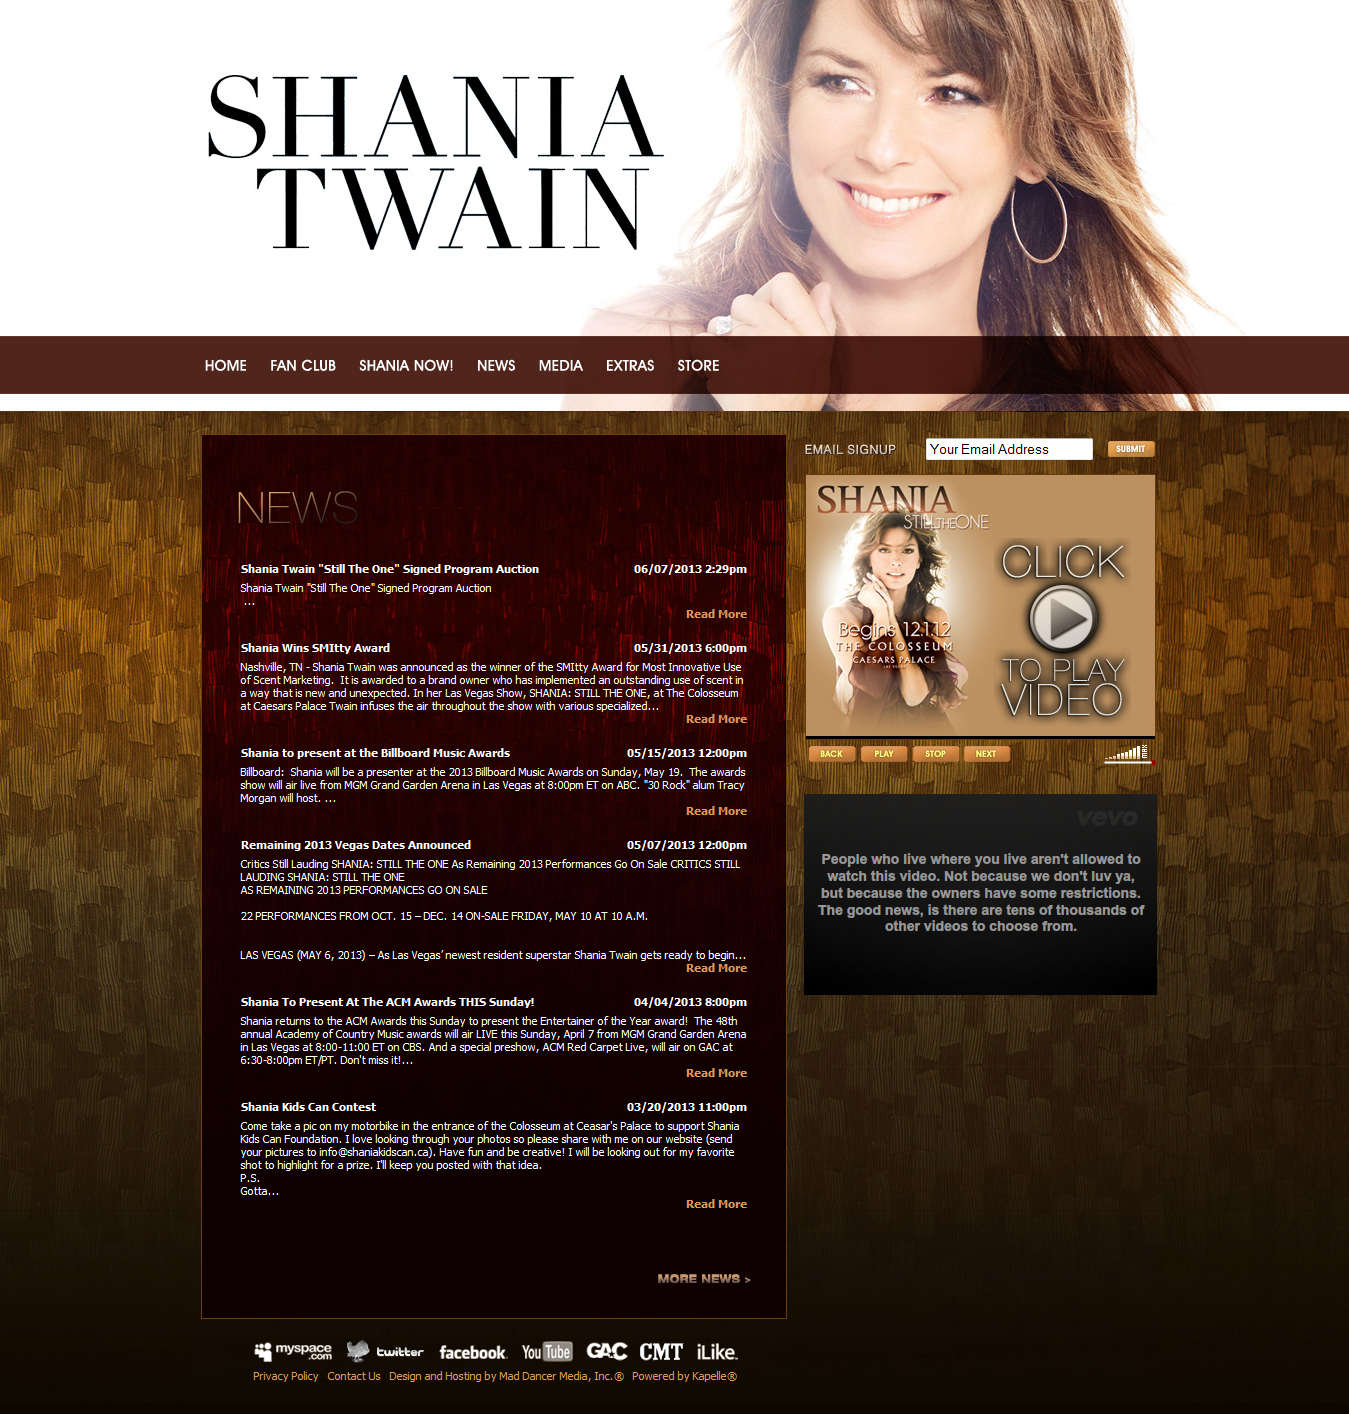 SHANIA
TWAIN
HOME FAN CLUB SHANIA NOW! NEWS MEDIA EXTRAS STORE
NEWS
Shania Twain "Still The One" Signed Program Auction 06/07/2013 2:29pm
Shania Twain "Still The One" Signed Program Auction
...
Read More
Shania Wins SMItty Award 05/31/2013 6:00pm
Nashville, TN - Shania Twain was announced as the winner of the SMItty Award for Most Innovative Use
of Scent Marketing.  It is awarded to a brand owner who has implemented an outstanding use of scent in
a way that is new and unexpected. In her Las Vegas Show, SHANIA: STILL THE ONE, at The Colosseum
at Caesars Palace Twain infuses the air throughout the show with various specialized...
Read More
Shania to present at the Billboard Music Awards 05/15/2013 12:00pm
Billboard:  Shania will be a presenter at the 2013 Billboard Music Awards on Sunday, May 19.  The awards
show will air live from MGM Grand Garden Arena in Las Vegas at 8:00pm ET on ABC. "30 Rock" alum Tracy
Morgan will host. ...
Read More
Remaining 2013 Vegas Dates Announced 05/07/2013 12:00pm
Critics Still Lauding SHANIA: STILL THE ONE As Remaining 2013 Performances Go On Sale CRITICS STILL
LAUDING SHANIA: STILL THE ONE
AS REMAINING 2013 PERFORMANCES GO ON SALE
22 PERFORMANCES FROM OCT. 15 – DEC. 14 ON-SALE FRIDAY, MAY 10 AT 10 A.M.
LAS VEGAS (MAY 6, 2013) – As Las Vegas’ newest resident superstar Shania Twain gets ready to begin...
Read More
Shania To Present At The ACM Awards THIS Sunday! 04/04/2013 8:00pm
Shania returns to the ACM Awards this Sunday to present the Entertainer of the Year award!  The 48th
annual Academy of Country Music awards will air LIVE this Sunday, April 7 from MGM Grand Garden Arena
in Las Vegas at 8:00-11:00 ET on CBS. And a special preshow, ACM Red Carpet Live, will air on GAC at
6:30-8:00pm ET/PT. Don't miss it!...
Read More
Shania Kids Can Contest 03/20/2013 11:00pm
Come take a pic on my motorbike in the entrance of the Colosseum at Ceasar's Palace to support Shania
Kids Can Foundation. I love looking through your photos so please share with me on our website (send
your pictures to info@shaniakidscan.ca). Have fun and be creative! I will be looking out for my favorite
shot to highlight for a prize. I'll keep you posted with that idea.
P.S.
Gotta...
Read More
MORE NEWS >
EMAIL SIGNUP Your Email Address SUBMIT
SHANIA
STILL THE ONE
Begins 12.1.12
THE COLOSSEUM
CAESARS PALACE
LAS VEGAS
CLICK
TO PLAY
VIDEO
BACK PLAY STOP NEXT MAX
vevo
People who live where you live aren't allowed to
watch this video. Not because we don't luv ya,
but because the owners have some restrictions.
The good news, is there are tens of thousands of
other videos to choose from.
myspace.com twitter facebook. YouTube GAC CMT iLike.
Privacy Policy Contact Us Design and Hosting by Mad Dancer Media, Inc.® Powered by Kapelle®